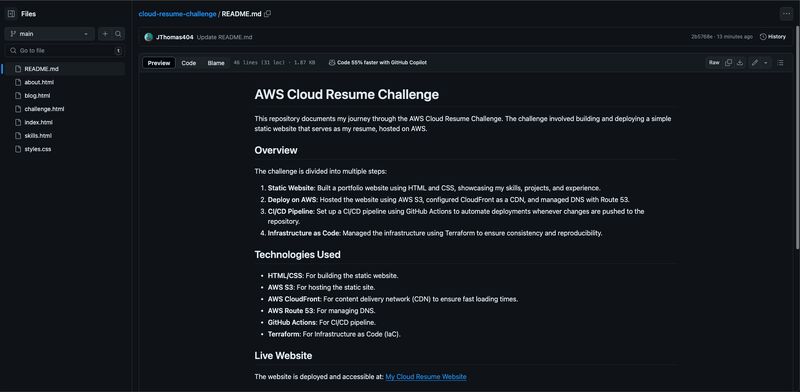 Files
cloud-resume-challenge / README.md
main
JThomas404 Update README.md
2b5768e · 13 minutes ago History
Go to file
t
Preview Code Blame 46 lines (31 loc) · 1.87 KB Code 55% faster with GitHub Copilot Raw
README.md
about.html
blog.html
challenge.html
index.html
skills.html
styles.css
AWS Cloud Resume Challenge
This repository documents my journey through the AWS Cloud Resume Challenge. The challenge involved building and deploying a simple
static website that serves as my resume, hosted on AWS.
Overview
The challenge is divided into multiple steps:
1. Static Website: Built a portfolio website using HTML and CSS, showcasing my skills, projects, and experience.
2. Deploy on AWS: Hosted the website using AWS S3, configured CloudFront as a CDN, and managed DNS with Route 53.
3. CI/CD Pipeline: Set up a CI/CD pipeline using GitHub Actions to automate deployments whenever changes are pushed to the
repository.
4. Infrastructure as Code: Managed the infrastructure using Terraform to ensure consistency and reproducibility.
Technologies Used
• HTML/CSS: For building the static website.
• AWS S3: For hosting the static site.
• AWS CloudFront: For content delivery network (CDN) to ensure fast loading times.
• AWS Route 53: For managing DNS.
• GitHub Actions: For CI/CD pipeline.
• Terraform: For Infrastructure as Code (IaC).
Live Website
The website is deployed and accessible at: My Cloud Resume Website